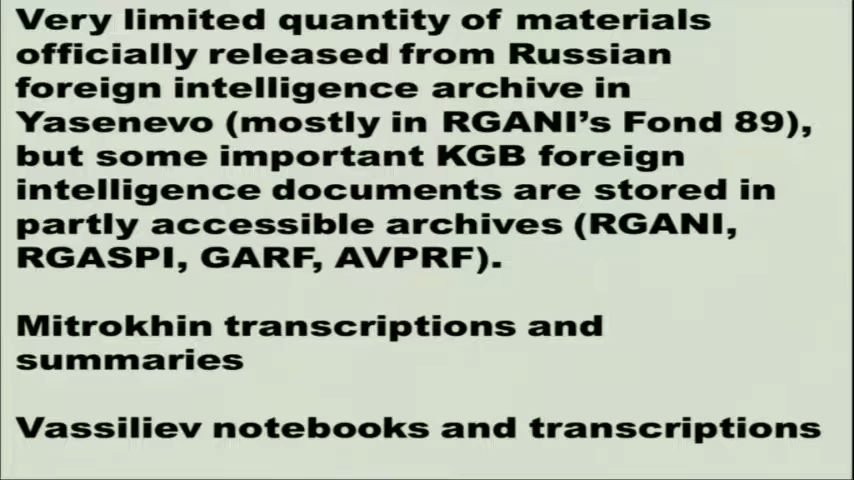 Very limited quantity of materials
officially released from Russian
foreign intelligence archive in
Yasenevo (mostly in RGANI’s Fond 89),
but some important KGB foreign
intelligence documents are stored in
partly accessible archives (RGANI,
RGASPI, GARF, AVPRF).
Mitrokhin transcriptions and
summaries
Vassiliev notebooks and transcriptions